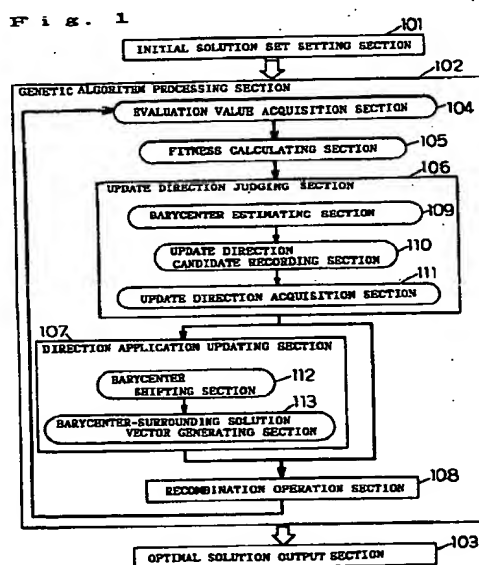 Fig. 1
101
INITIAL SOLUTION SET SETTING SECTION
102
GENETIC ALGORITHM PROCESSING SECTION
EVALUATION VALUE ACQUISITION SECTION
104
FITNESS CALCULATING SECTION
105
106
UPDATE DIRECTION JUDGING SECTION
BARYCENTER ESTIMATING SECTION
109
UPDATE DIRECTION
CANDIDATE RECORDING SECTION
110
111
UPDATE DIRECTION ACQUISITION SECTION
107
DIRECTION APPLICATION UPDATING SECTION
BARYCENTER
SHIFTING SECTION
112
113
BARYCENTER-SURROUNDING SOLUTION
VECTOR GENERATING SECTION
RECOMBINATION OPERATION SECTION
108
OPTIMAL SOLUTION OUTPUT SECTION
103